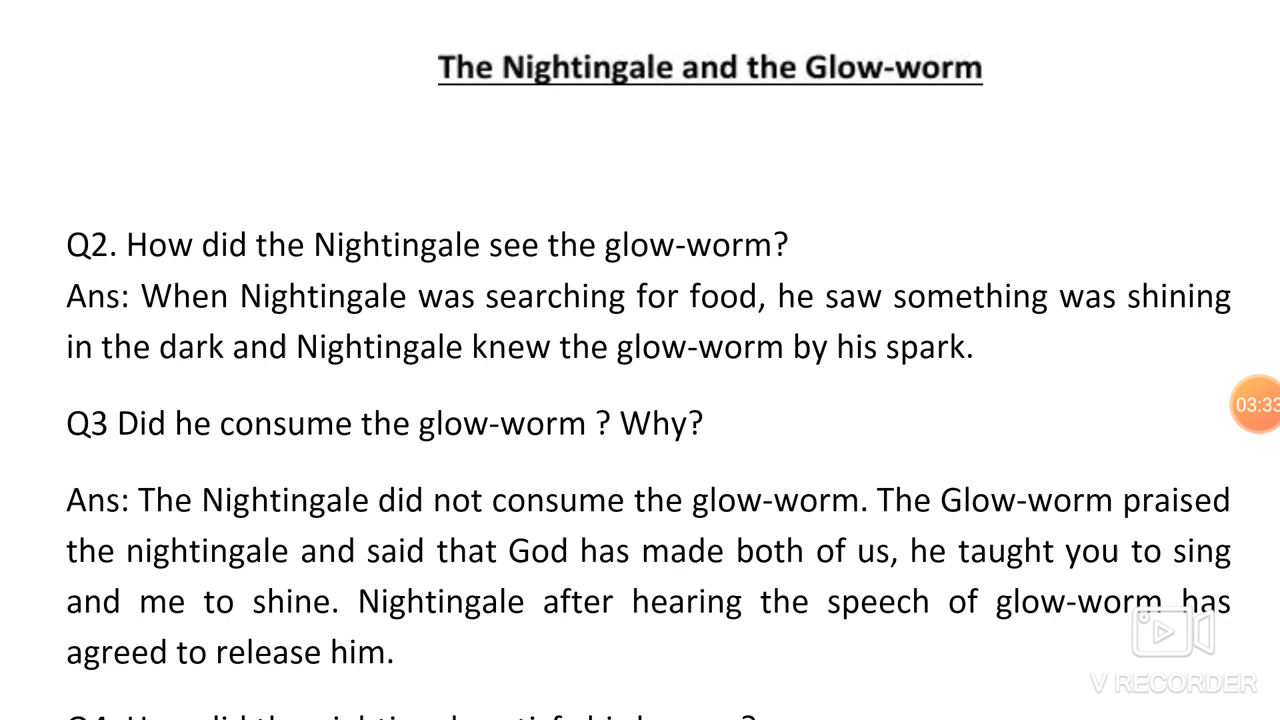 The Nightingale and the Glow-worm
Q2. How did the Nightingale see the glow-worm?
Ans: When Nightingale was searching for food, he saw something was shining
in the dark and Nightingale knew the glow-worm by his spark.
Q3 Did he consume the glow-worm ? Why?
03:33
Ans: The Nightingale did not consume the glow-worm. The Glow-worm praised
the nightingale and said that God has made both of us, he taught you to sing
and me to shine. Nightingale after hearing the speech of glow-worm has
agreed to release him.
V RECORDER